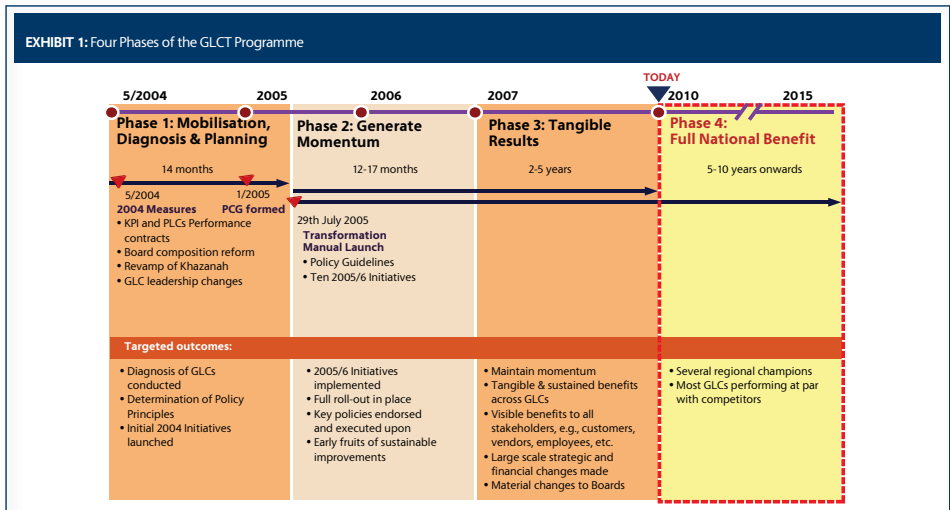 EXHIBIT 1: Four Phases of the GLCT Programme
TODAY
5/2004
2005
2006
2007
2010
2015
Phase 1: Mobilisation,
Diagnosis & Planning
14 months
5/2004
2004 Measures
1/2005
PCG formed
• KPI and PLCs Performance
contracts
• Board composition reform
• Revamp of Khazanah
• GLC leadership changes
Phase 2: Generate
Momentum
12-17 months
29th July 2005
Transformation
Manual Launch
• Policy Guidelines
• Ten 2005/6 Initiatives
Phase 3: Tangible
Results
2-5 years
Phase 4:
Full National Benefit
5-10 years onwards
Targeted outcomes:
• Diagnosis of GLCs
conducted
• Determination of Policy
Principles
• Initial 2004 Initiatives
launched
• 2005/6 Initiatives
implemented
• Full roll-out in place
• Key policies endorsed
and executed upon
• Early fruits of sustainable
improvements
• Maintain momentum
• Tangible & sustained benefits
across GLCs
• Visible benefits to all
stakeholders, e.g., customers,
vendors, employees, etc.
• Large scale strategic and
financial changes made
• Material changes to Boards
• Several regional champions
• Most GLCs performing at par
with competitors